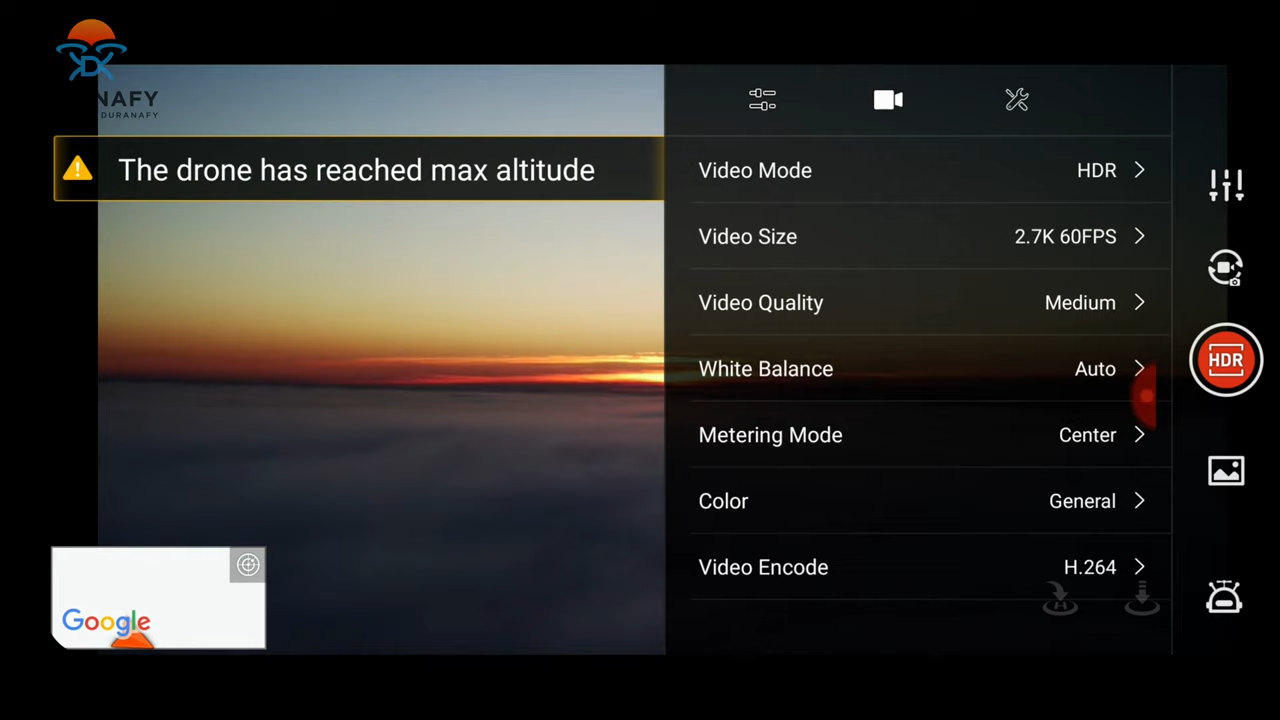 NAFY
DURANAFY
The drone has reached max altitude
Video Mode HDR
Video Size 2.7K 60FPS
Video Quality Medium
White Balance Auto
Metering Mode Center
Color General
Video Encode H.264
HDR
H
Google